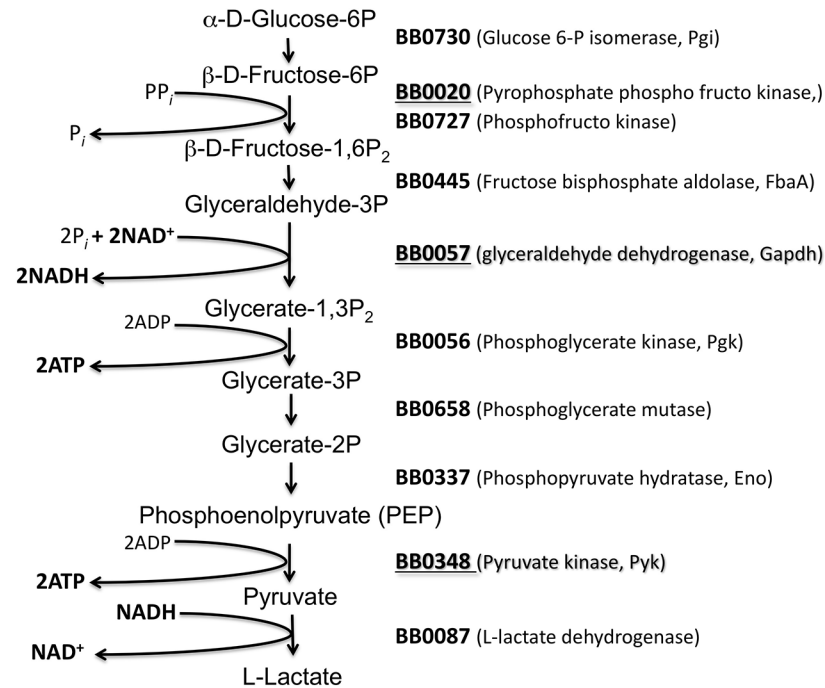 α-D-Glucose-6P
BB0730 (Glucose 6-P isomerase, Pgi)
β-D-Fructose-6P
PPi
BB0020 (Pyrophosphate phospho fructo kinase,)
Pi
BB0727 (Phosphofructo kinase)
β-D-Fructose-1,6P2
BB0445 (Fructose bisphosphate aldolase, FbaA)
Glyceraldehyde-3P
2Pi + 2NAD+
BB0057 (glyceraldehyde dehydrogenase, Gapdh)
2NADH
Glycerate-1,3P2
2ADP
BB0056 (Phosphoglycerate kinase, Pgk)
2ATP
Glycerate-3P
BB0658 (Phosphoglycerate mutase)
Glycerate-2P
BB0337 (Phosphopyruvate hydratase, Eno)
Phosphoenolpyruvate (PEP)
2ADP
BB0348 (Pyruvate kinase, Pyk)
2ATP
Pyruvate
NADH
BB0087 (L-lactate dehydrogenase)
NAD+
L-Lactate